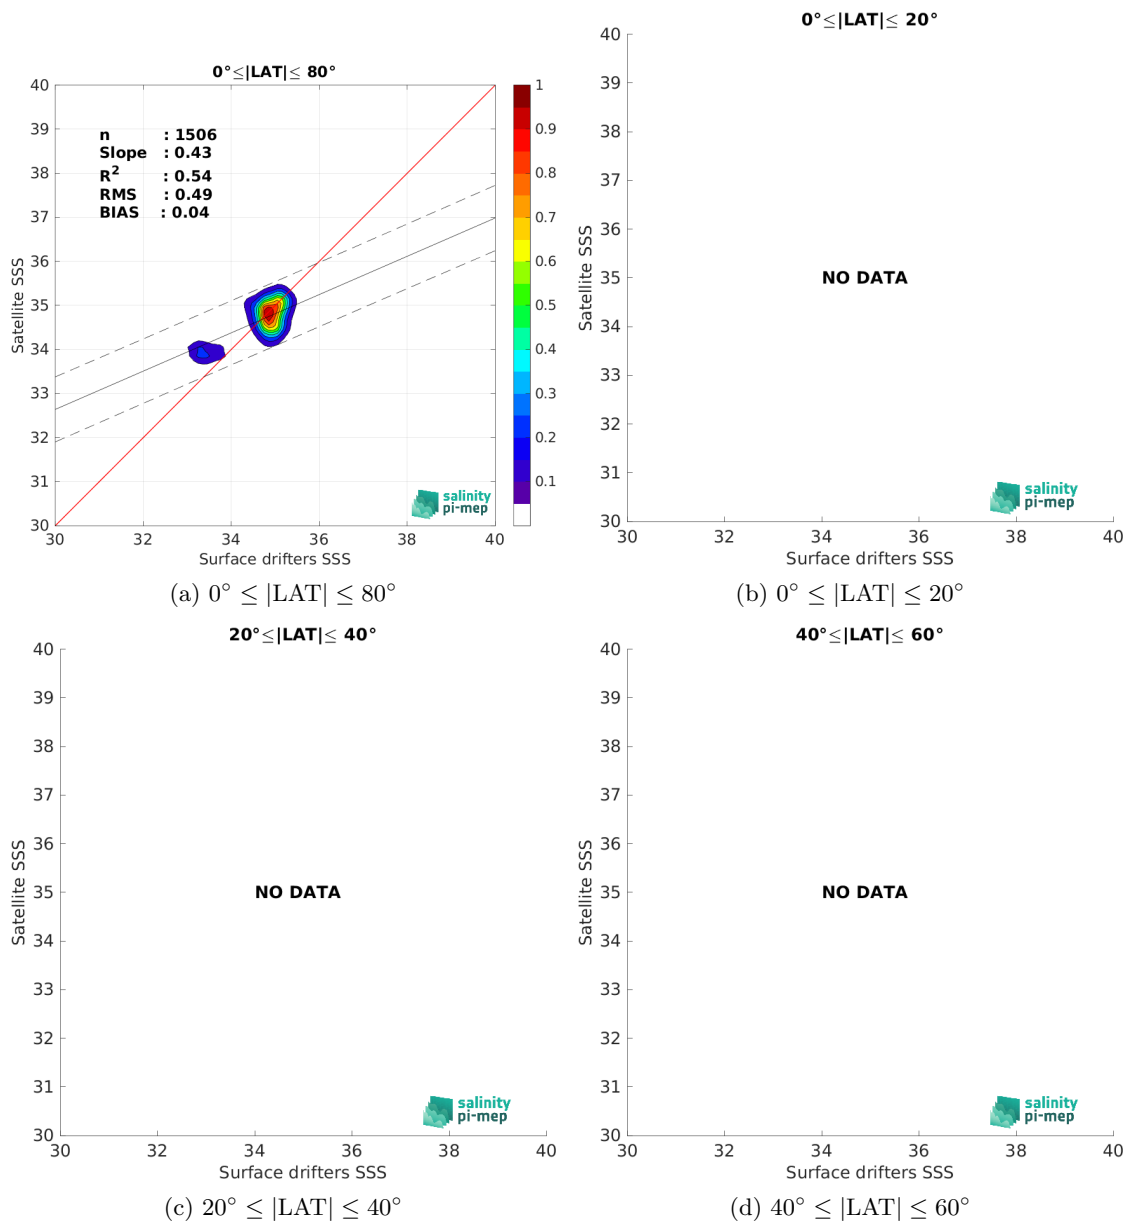 0°≤|LAT|≤ 80°
40
39
38
37
36
35
34
33
32
31
30
Satellite SSS
n : 1506
Slope : 0.43
R² : 0.54
RMS : 0.49
BIAS : 0.04
salinity
pi-mep
30 32 34 36 38 40
Surface drifters SSS
1
0.9
0.8
0.7
0.6
0.5
0.4
0.3
0.2
0.1
(a) 0° ≤ |LAT| ≤ 80°
0°≤|LAT|≤ 20°
40
39
38
37
36
35
34
33
32
31
30
Satellite SSS
NO DATA
salinity
pi-mep
30 32 34 36 38 40
Surface drifters SSS
(b) 0° ≤ |LAT| ≤ 20°
20°≤|LAT|≤ 40°
40
39
38
37
36
35
34
33
32
31
30
Satellite SSS
NO DATA
salinity
pi-mep
30 32 34 36 38 40
Surface drifters SSS
(c) 20° ≤ |LAT| ≤ 40°
40°≤|LAT|≤ 60°
40
39
38
37
36
35
34
33
32
31
30
Satellite SSS
NO DATA
salinity
pi-mep
30 32 34 36 38 40
Surface drifters SSS
(d) 40° ≤ |LAT| ≤ 60°